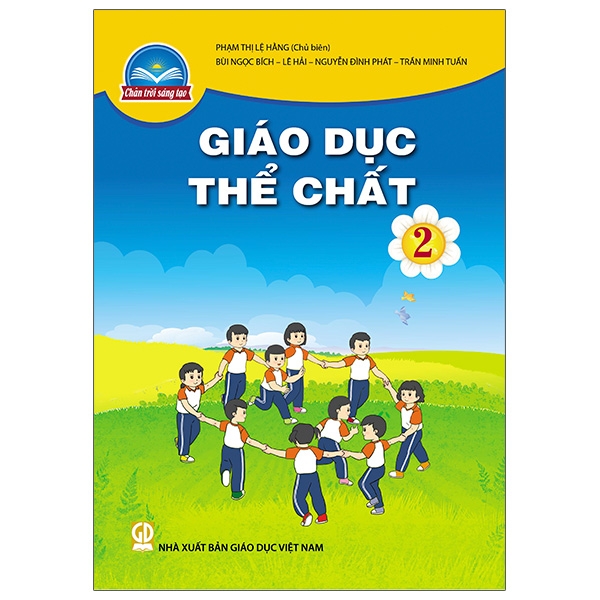 PHẠM THỊ LỆ HẰNG (Chủ biên)
BÙI NGỌC BÍCH – LÊ HẢI – NGUYỄN ĐÌNH PHÁT – TRẦN MINH TUẤN
Chân trời sáng tạo
GIÁO DỤC
THỂ CHẤT
2
GD
NHÀ XUẤT BẢN GIÁO DỤC VIỆT NAM